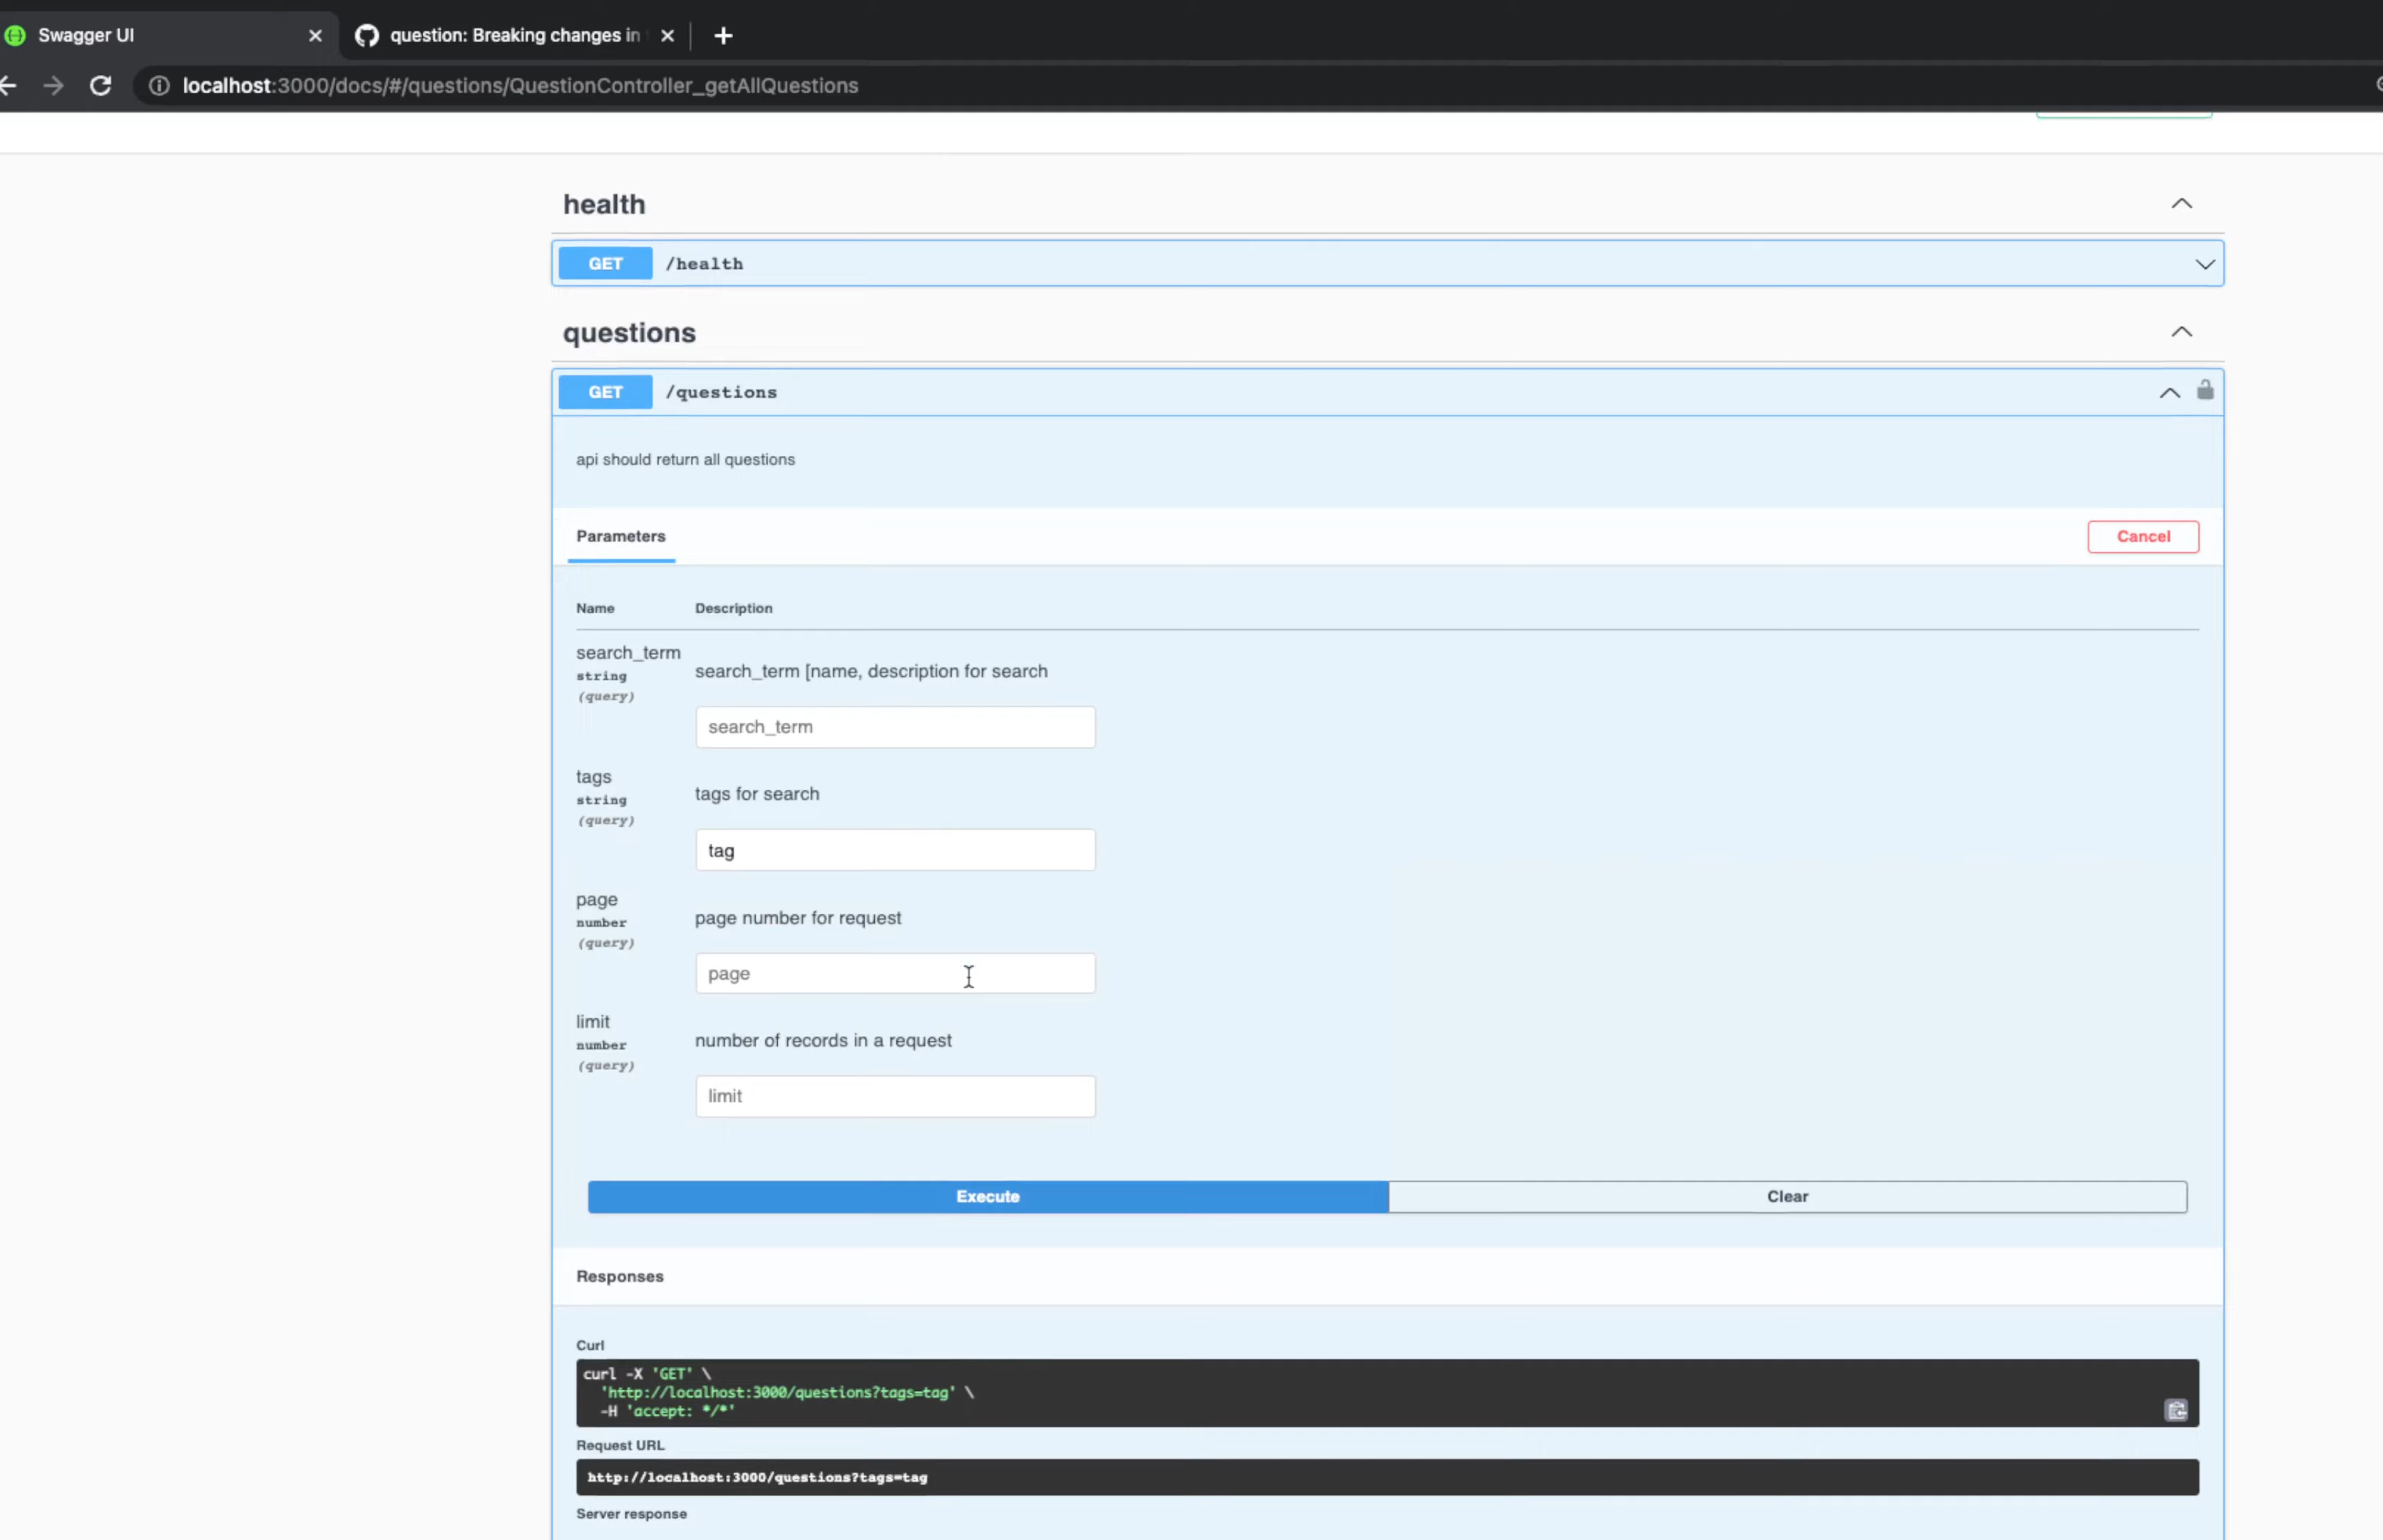 Swagger UI
question: Breaking changes in
localhost:3000/docs/#/questions/QuestionController_getAllQuestions
health
GET /health
questions
GET /questions
api should return all questions
Parameters
Cancel
Name Description
search_term
string
(query)
search_term [name, description for search
search_term
tags
string
(query)
tags for search
tag
page
number
(query)
page number for request
page
limit
number
(query)
number of records in a request
limit
Execute
Clear
Responses
Curl
curl -X 'GET' \
'http://localhost:3000/questions?tags=tag' \
-H 'accept: */*'
Request URL
http://localhost:3000/questions?tags=tag
Server response